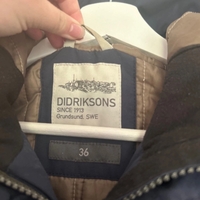 DIDRIKSONS
SINCE 1913
Grundsund, SWE
36